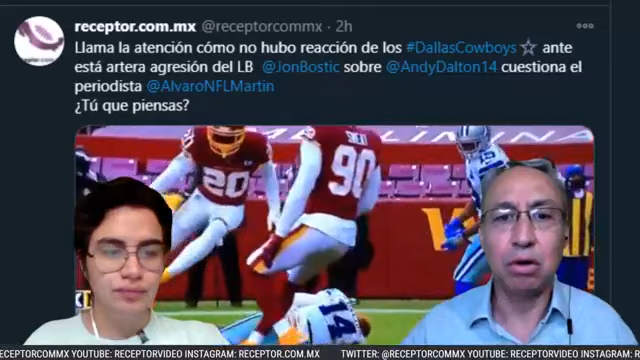 receptor.com.mx @receptorcommx · 2h
Llama la atención cómo no hubo reacción de los #DallasCowboys ante
está artera agresión del LB @JonBostic sobre @AndyDalton14 cuestiona el
periodista @AlvaroNFLMartin
¿Tú que piensas?
20
90
14
ECEPTORCOMMX YOUTUBE: RECEPTORVIDEO INSTAGRAM: RECEPTOR.COM.MX TWITTER: @RECEPTORCOMMX YOUTUBE: RECEPTORVIDEO INSTAGRAM: R